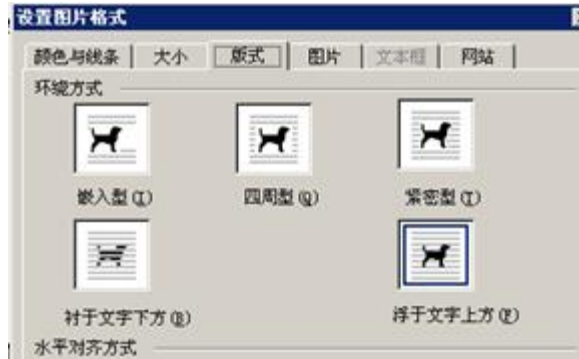 设置图片格式
颜色与线条 大小 版式 图片 文本框 网站
环绕方式
嵌入型(I) 四周型(Q) 紧密型(T)
衬于文字下方(B) 浮于文字上方(F)
水平对齐方式